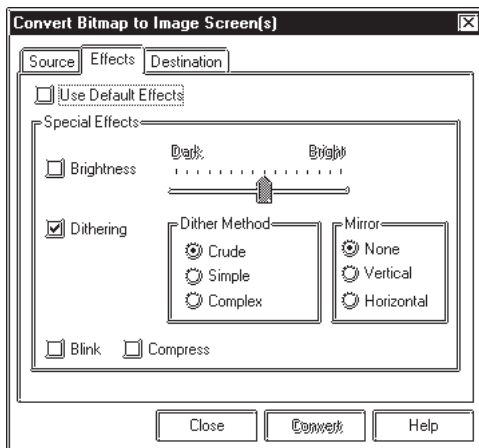 Convert Bitmap to Image Screen(s)
Source Effects Destination
Use Default Effects
Special Effects
Dark Bright
Brightness
Dithering
Dither Method
Crude
Simple
Complex
Mirror
None
Vertical
Horizontal
Blink Compress
Close Convert Help